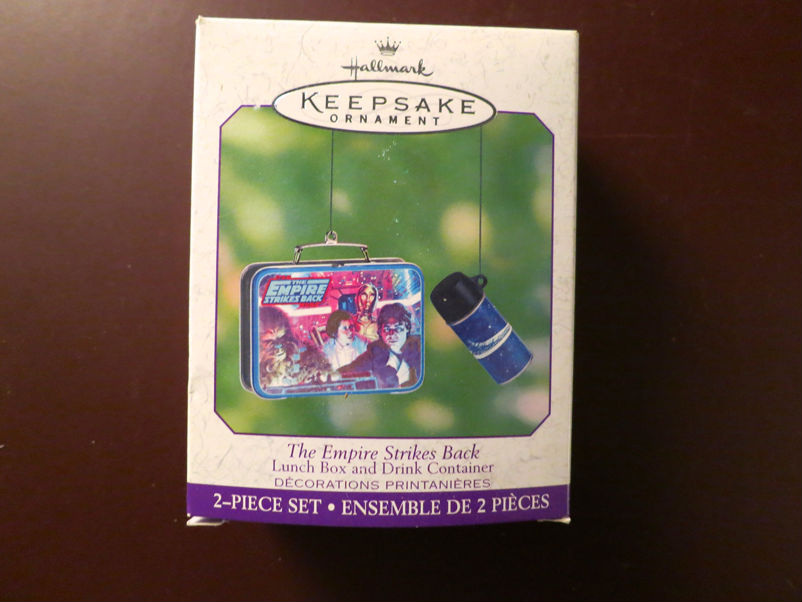 Hallmark
KEEPSAKE
ORNAMENT
THE
EMPIRE
STRIKES BACK
The Empire Strikes Back
Lunch Box and Drink Container
DÉCORATIONS PRINTANIÈRES
2–PIECE SET • ENSEMBLE DE 2 PIÈCES